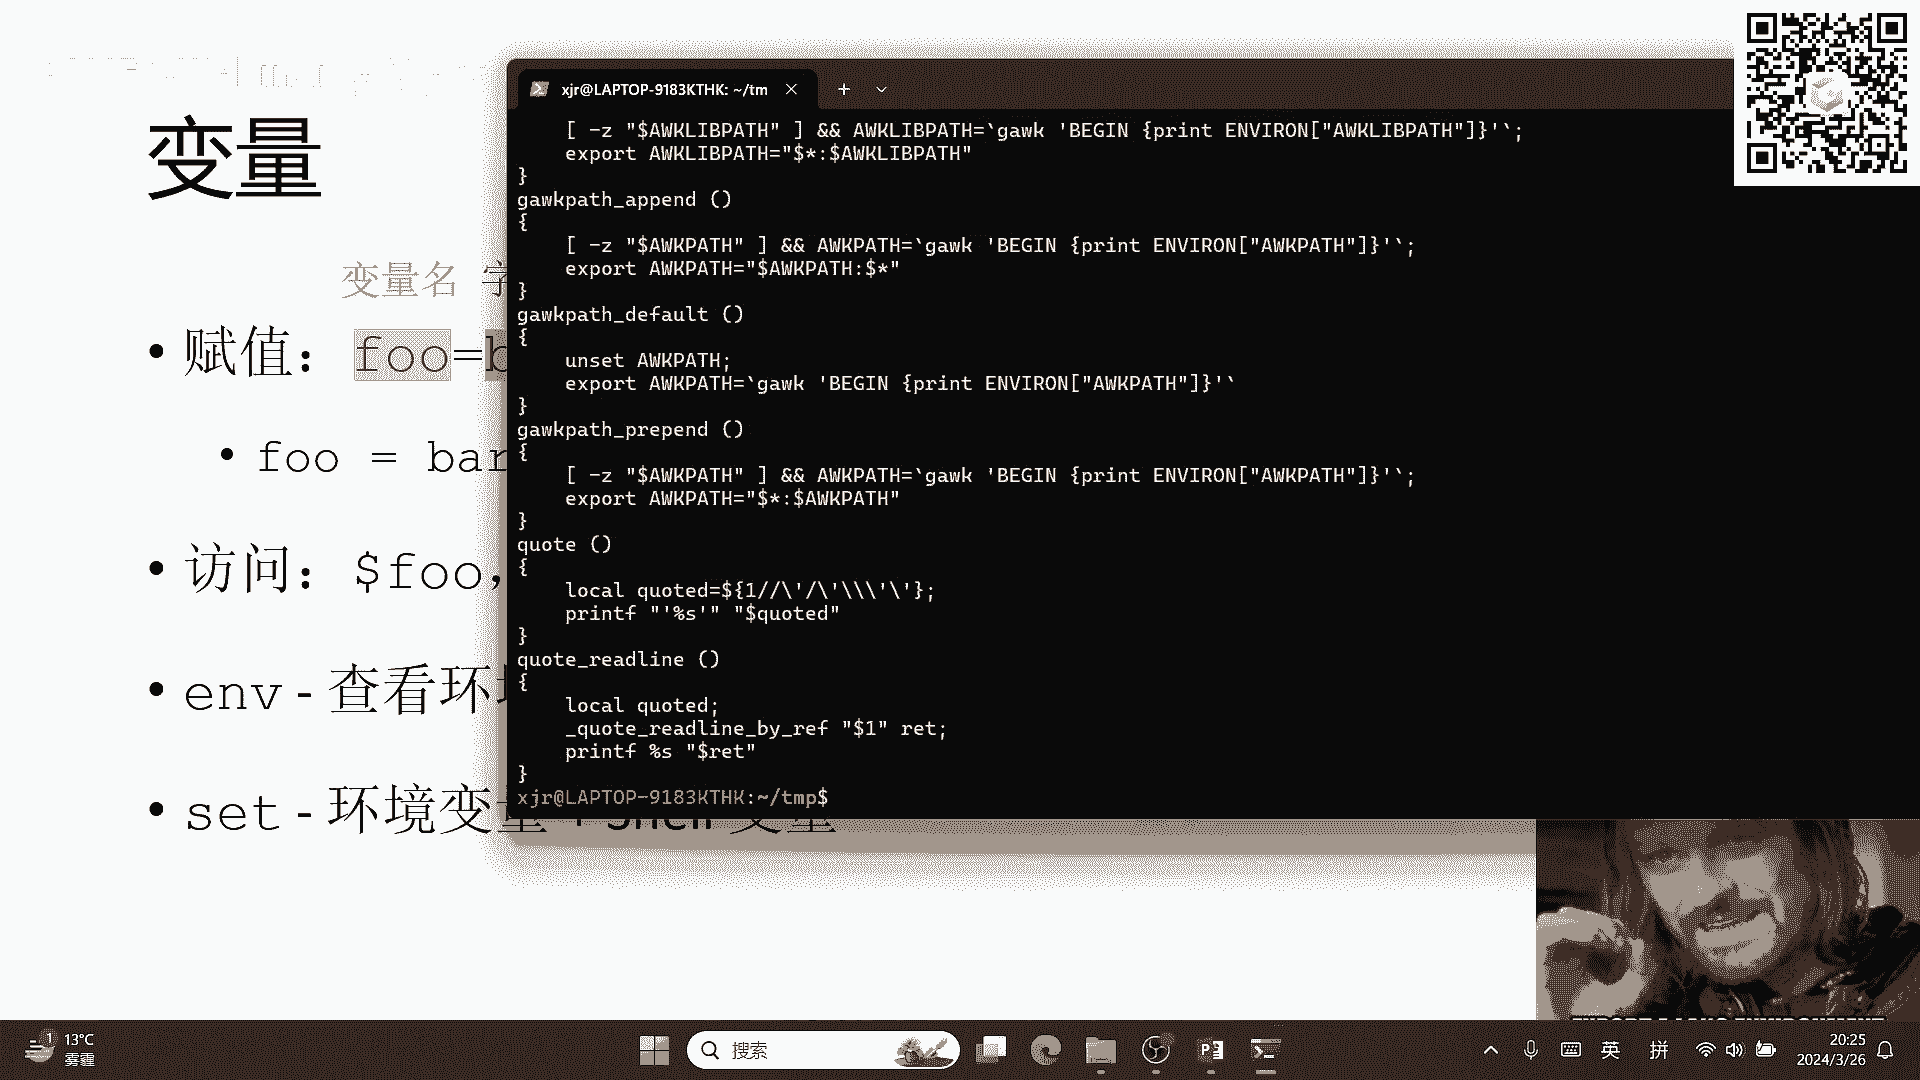 变量
变量名 字
• 赋值： foo=b
• foo = bar
• 访问： $foo，
• env - 查看环境
• set - 环境变量 + Shell 变量
xjr@LAPTOP-9183KTHK: ~/tm
    [ -z "$AWKLIBPATH" ] && AWKLIBPATH=`gawk 'BEGIN {print ENVIRON["AWKLIBPATH"]}'`;
    export AWKLIBPATH="$*:$AWKLIBPATH"
}
gawkpath_append ()
{
    [ -z "$AWKPATH" ] && AWKPATH=`gawk 'BEGIN {print ENVIRON["AWKPATH"]}'`;
    export AWKPATH="$AWKPATH:$*"
}
gawkpath_default ()
{
    unset AWKPATH;
    export AWKPATH=`gawk 'BEGIN {print ENVIRON["AWKPATH"]}'`
}
gawkpath_prepend ()
{
    [ -z "$AWKPATH" ] && AWKPATH=`gawk 'BEGIN {print ENVIRON["AWKPATH"]}'`;
    export AWKPATH="$*:$AWKPATH"
}
quote ()
{
    local quoted=${1//\'/\'\\\'\'};
    printf "'%s'" "$quoted"
}
quote_readline ()
{
    local quoted;
    _quote_readline_by_ref "$1" ret;
    printf %s "$ret"
}
xjr@LAPTOP-9183KTHK:~/tmp$
1
13°C
雾霾
搜索
英
拼
20:25
2024/3/26